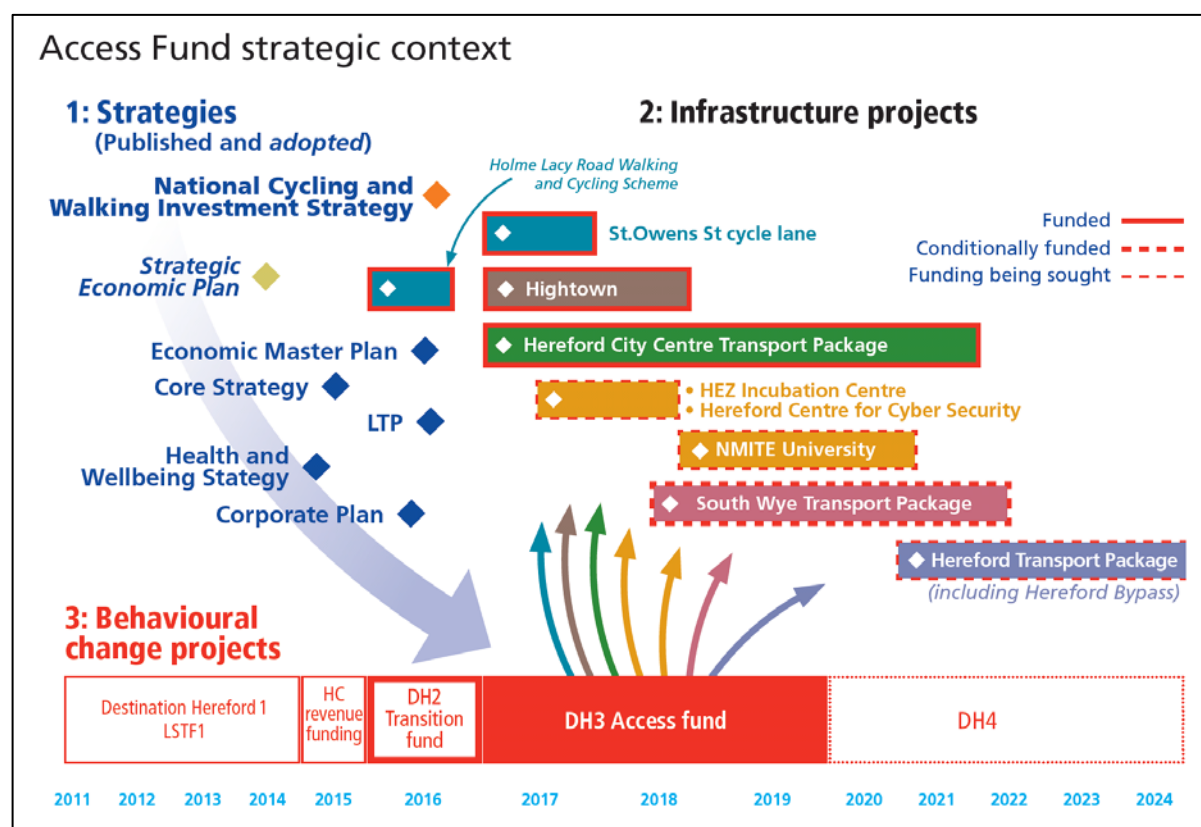 Access Fund strategic context
1: Strategies
(Published and adopted)
National Cycling and
Walking Investment Strategy
Strategic
Economic Plan
Economic Master Plan
Core Strategy
LTP
Health and
Wellbeing Stategy
Corporate Plan
2: Infrastructure projects
Holme Lacy Road Walking
and Cycling Scheme
St.Owens St cycle lane
Funded
Conditionally funded
Funding being sought
Hightown
Hereford City Centre Transport Package
• HEZ Incubation Centre
• Hereford Centre for Cyber Security
NMITE University
South Wye Transport Package
Hereford Transport Package
(including Hereford Bypass)
3: Behavioural
change projects
Destination Hereford 1
LSTF1
HC
revenue
funding
DH2
Transition
fund
DH3 Access fund
DH4
2011 2012 2013 2014 2015 2016 2017 2018 2019 2020 2021 2022 2023 2024